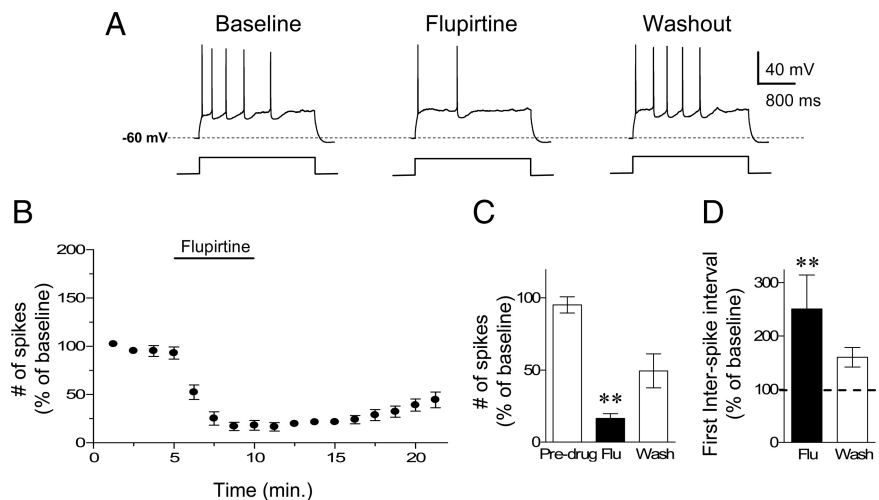 A
Baseline
Flupirtine
Washout
40 mV
800 ms
-60 mV
B
Flupirtine
200
150
100
50
0
# of spikes
(% of baseline)
0 5 10 15 20
Time (min.)
C
# of spikes
(% of baseline)
100
50
0
**
Pre-drug Flu Wash
D
First Inter-spike interval
(% of baseline)
300
200
100
0
**
Flu Wash